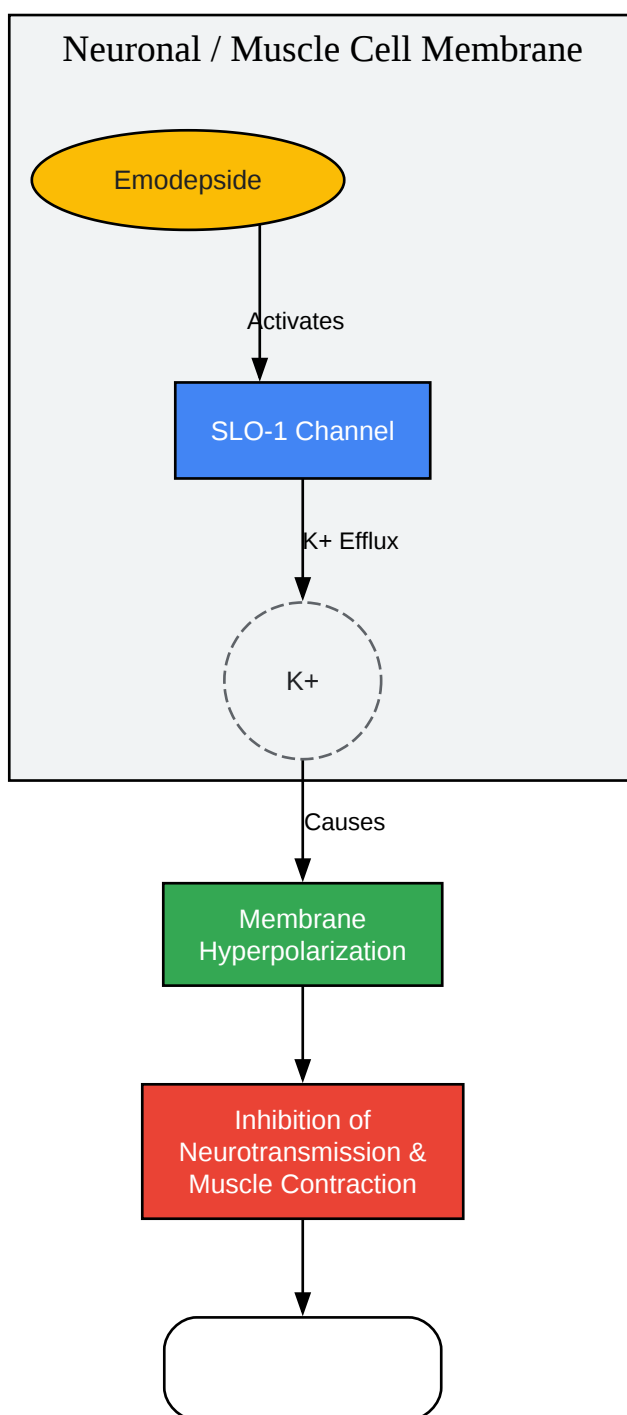 Neuronal / Muscle Cell Membrane
Emodepside
Activates
SLO-1 Channel
K+ Efflux
K+
Causes
Membrane
Hyperpolarization
Inhibition of
Neurotransmission &
Muscle Contraction